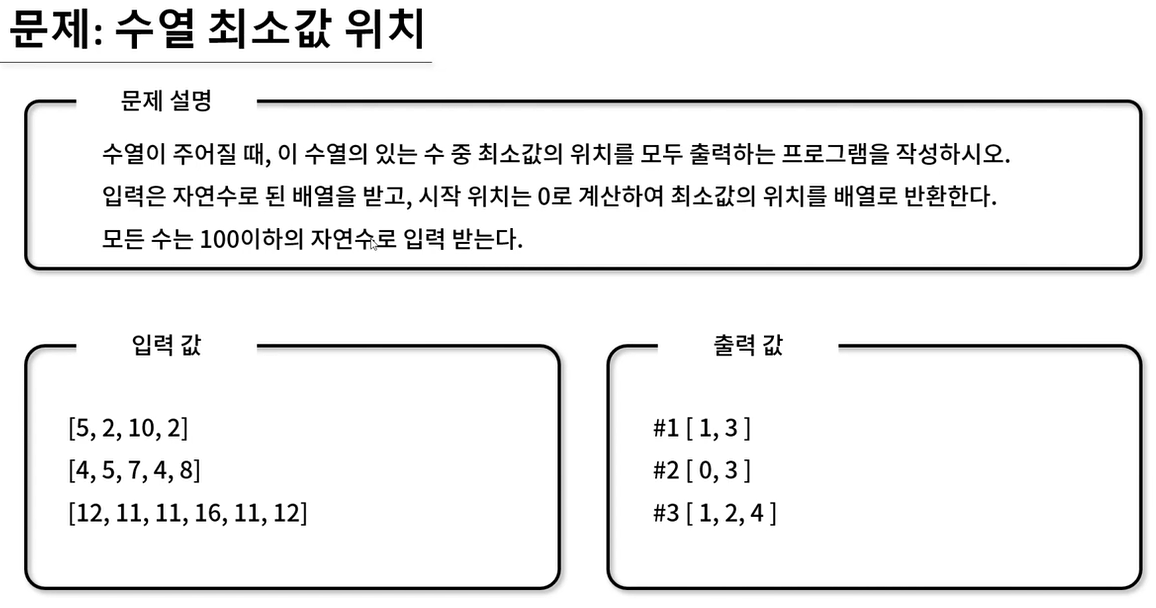 문제: 수열 최소값 위치
문제 설명
수열이 주어질 때, 이 수열의 있는 수 중 최소값의 위치를 모두 출력하는 프로그램을 작성하시오.
입력은 자연수로 된 배열을 받고, 시작 위치는 0로 계산하여 최소값의 위치를 배열로 반환한다.
모든 수는 100이하의 자연수로 입력 받는다.
입력 값
[5, 2, 10, 2]
[4, 5, 7, 4, 8]
[12, 11, 11, 16, 11, 12]
출력 값
#1 [ 1, 3 ]
#2 [ 0, 3 ]
#3 [ 1, 2, 4 ]